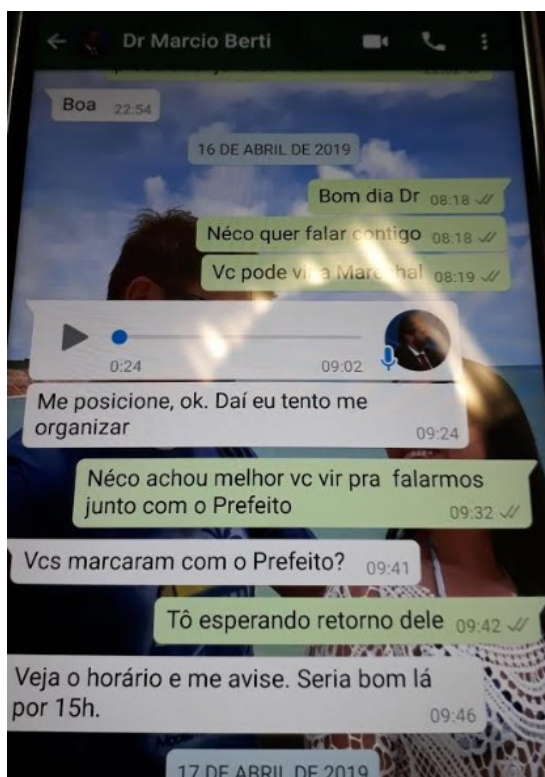 Dr Marcio Berti
Boa 22:54
16 DE ABRIL DE 2019
Bom dia Dr 08:18
Néco quer falar contigo 08:18
Vc pode vir a Marechal 08:19
0:24 09:02
Me posicione, ok. Daí eu tento me
organizar 09:24
Néco achou melhor vc vir pra falarmos
junto com o Prefeito 09:32
Vcs marcaram com o Prefeito? 09:41
Tô esperando retorno dele 09:42
Veja o horário e me avise. Seria bom lá
por 15h. 09:46
17 DE ABRIL DE 2019